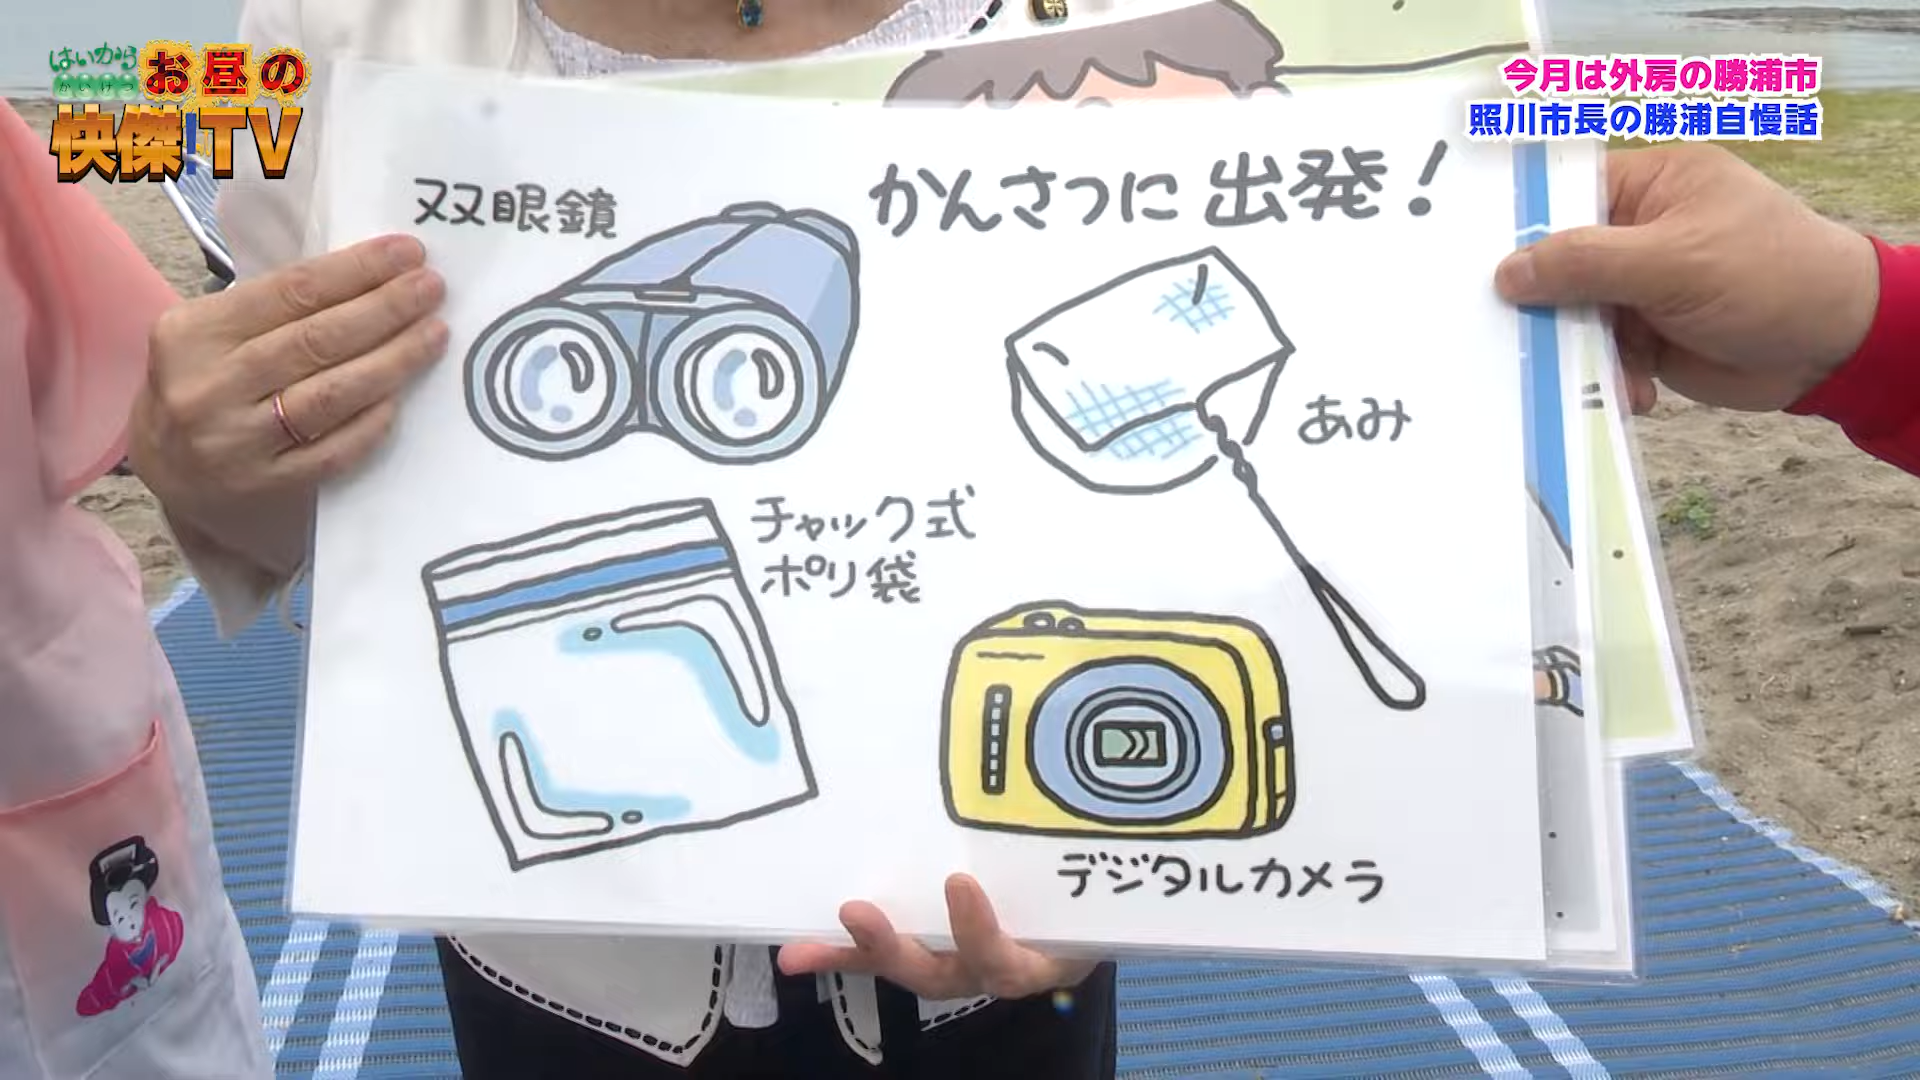 はいから
かいけつ
お昼の
快傑!TV
今月は外房の勝浦市
照川市長の勝浦自慢話
かんさつに出発!
双眼鏡
あみ
チャック式
ポリ袋
デジタルカメラ